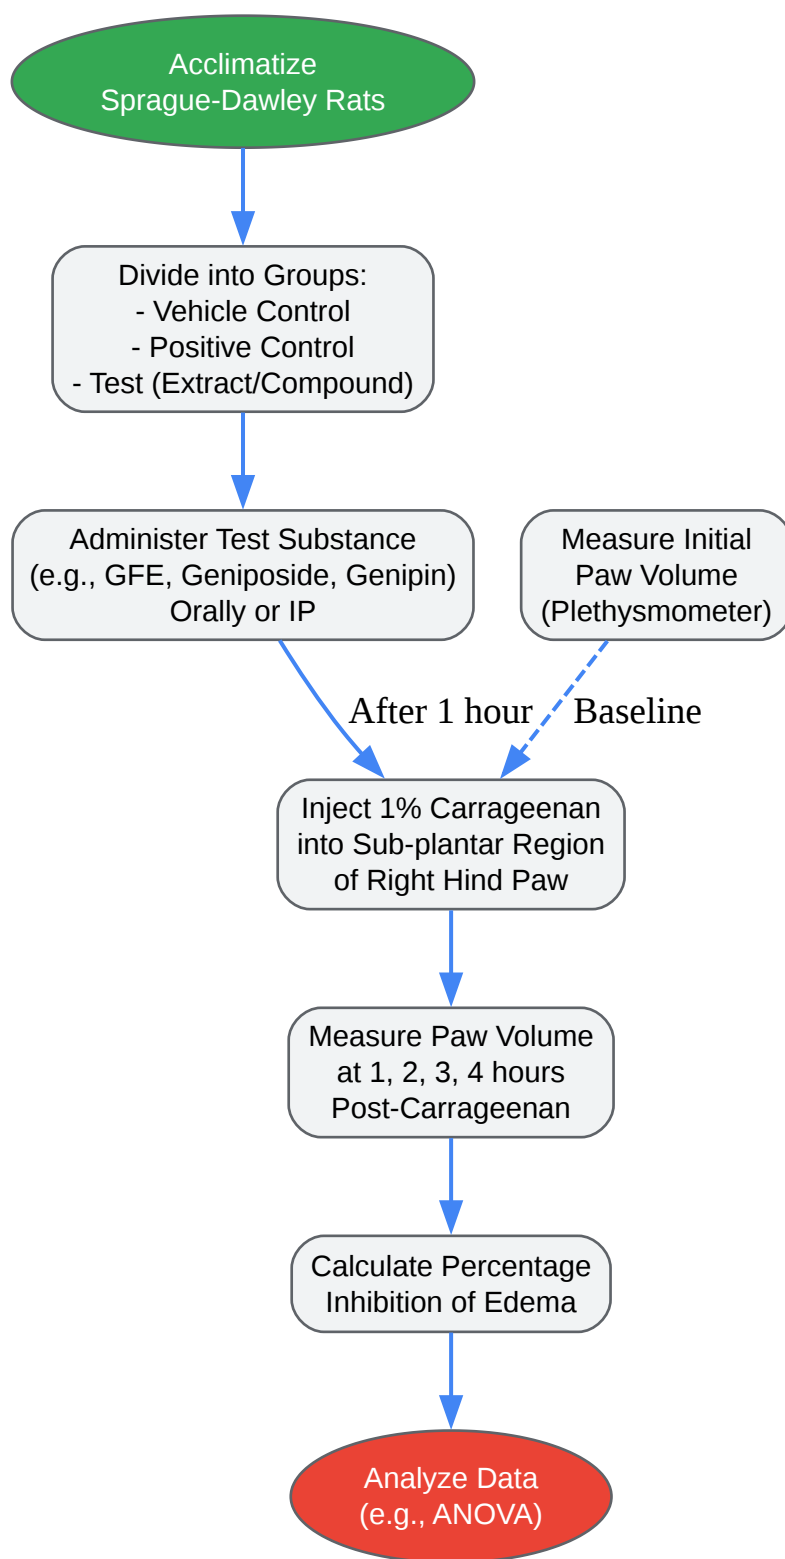 Acclimatize
Sprague-Dawley Rats
Divide into Groups:
- Vehicle Control
- Positive Control
- Test (Extract/Compound)
Administer Test Substance
(e.g., GFE, Geniposide, Genipin)
Orally or IP
Measure Initial
Paw Volume
(Plethysmometer)
After 1 hour
Baseline
Inject 1% Carrageenan
into Sub-plantar Region
of Right Hind Paw
Measure Paw Volume
at 1, 2, 3, 4 hours
Post-Carrageenan
Calculate Percentage
Inhibition of Edema
Analyze Data
(e.g., ANOVA)